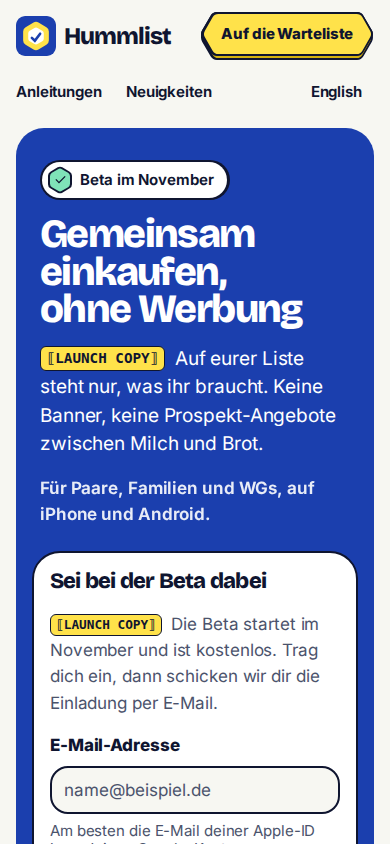 Hummlist
Auf die Warteliste
Anleitungen Neuigkeiten English
Beta im November
Gemeinsam
einkaufen,
ohne Werbung
⟦LAUNCH COPY⟧ Auf eurer Liste
steht nur, was ihr braucht. Keine
Banner, keine Prospekt-Angebote
zwischen Milch und Brot.
Für Paare, Familien und WGs, auf
iPhone und Android.
Sei bei der Beta dabei
⟦LAUNCH COPY⟧ Die Beta startet im
November und ist kostenlos. Trag
dich ein, dann schicken wir dir die
Einladung per E-Mail.
E-Mail-Adresse
name@beispiel.de
Am besten die E-Mail deiner Apple-ID